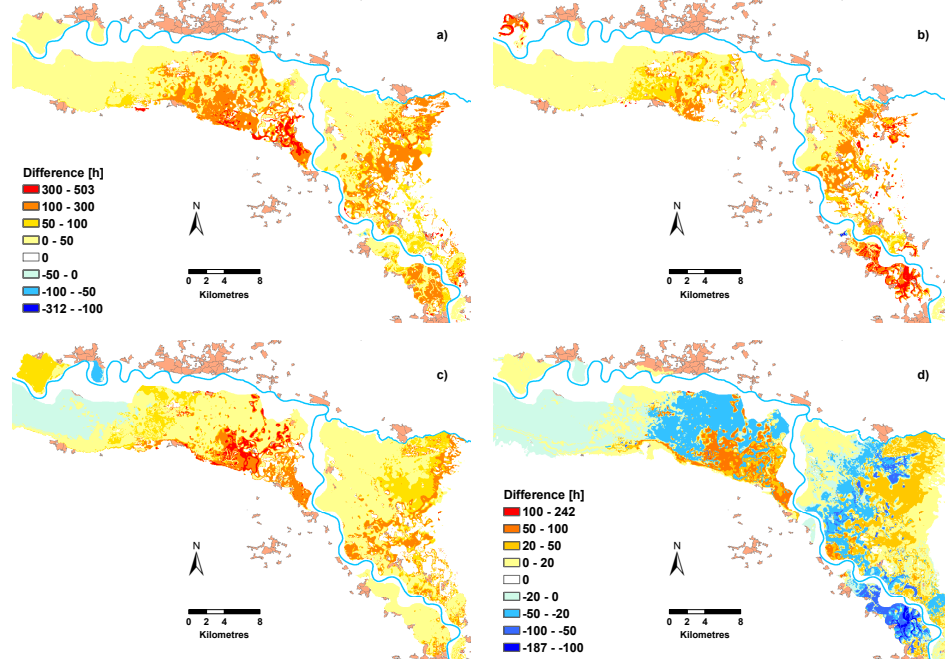 a)
b)
Difference [h]
300 - 503
100 - 300
50 - 100
0 - 50
0
-50 - 0
-100 - -50
-312 - -100
N
0 2 4 8
Kilometres
N
0 2 4 8
Kilometres
c)
d)
N
0 2 4 8
Kilometres
Difference [h]
100 - 242
50 - 100
20 - 50
0 - 20
0
-20 - 0
-50 - -20
-100 - -50
-187 - -100
N
0 2 4 8
Kilometres